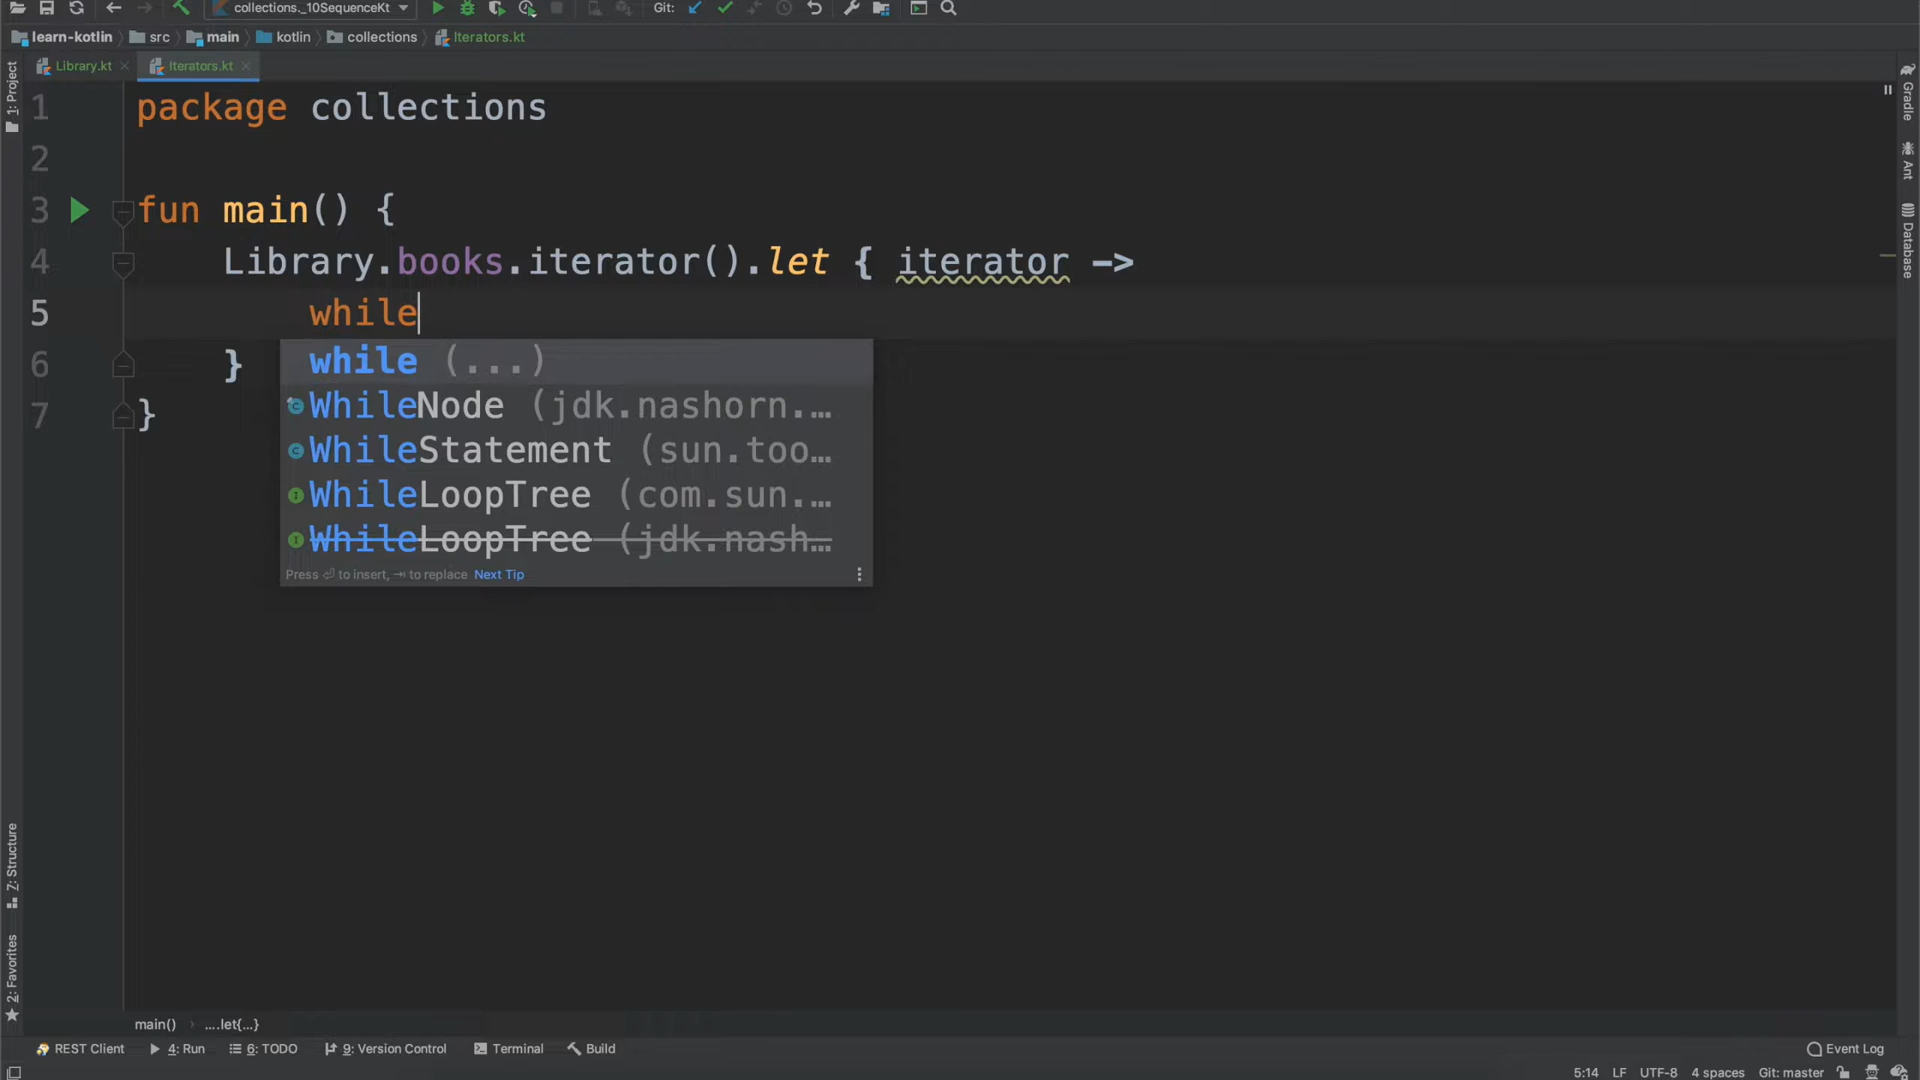 collections._10SequenceKt
Git:
learn-kotlin src main kotlin collections Iterators.kt
Library.kt Iterators.kt
1: Project
Gradle
Ant
Database
1 package collections
2
3 fun main() {
4 Library.books.iterator().let { iterator ->
5 while
6 }
7 }
while (...)
WhileNode (jdk.nashorn....
WhileStatement (sun.too...
WhileLoopTree (com.sun....
WhileLoopTree (jdk.nash...
Press ⏎ to insert, ⇥ to replace Next Tip
Z: Structure
2: Favorites
main() › ....let{...}
REST Client 4: Run 6: TODO 9: Version Control Terminal Build Event Log
5:14 LF UTF-8 4 spaces Git: master